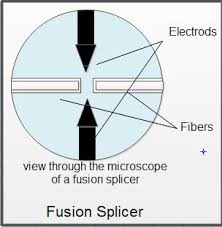 Electrods
Fibers
view through the microscope
of a fusion splicer
Fusion Splicer